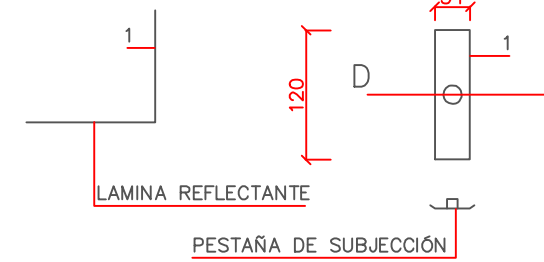 1
1
D
120
LAMINA REFLECTANTE
PESTAÑA DE SUBJECCIÓN